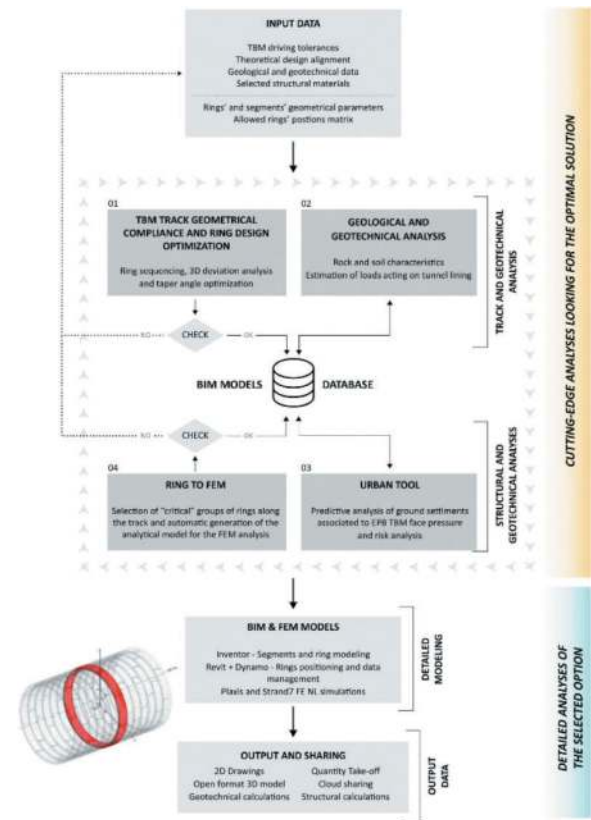 INPUT DATA
TBM driving tolerances
Theoretical design alignment
Geological and geotechnical data
Selected structural materials
Rings' and segments' geometrical parameters
Allowed rings' postions matrix
01
TBM TRACK GEOMETRICAL
COMPLIANCE AND RING DESIGN
OPTIMIZATION
Ring sequencing, 3D deviation analysis
and taper angle optimization
02
GEOLOGICAL AND
GEOTECHNICAL ANALYSIS
Rock and soil characteristics
Estimation of loads acting on tunnel lining
TRACK AND GEOTECHNICAL
ANALYSIS
NO
CHECK
OK
BIM MODELS
DATABASE
NO
CHECK
OK
04
RING TO FEM
Selection of "critical" groups of rings along
the track and automatic generation of the
analytical model for the FEM analysis
03
URBAN TOOL
Predictive analysis of ground settlments
associated to EPB TBM face pressure
and risk analysis
STRUCTURAL AND
GEOTECHNICAL ANALYSES
CUTTING-EDGE ANALYSES LOOKING FOR THE OPTIMAL SOLUTION
BIM & FEM MODELS
Inventor - Segments and ring modeling
Revit + Dynamo - Rings positioning and data
management
Plaxis and Strand7 FE NL simulations
DETAILED
MODELING
OUTPUT AND SHARING
2D Drawings
Open format 3D model
Geotechnical calculations
Quantity Take-off
Cloud sharing
Structural calculations
OUTPUT
DATA
DETAILED ANALYSES OF
THE SELECTED OPTION